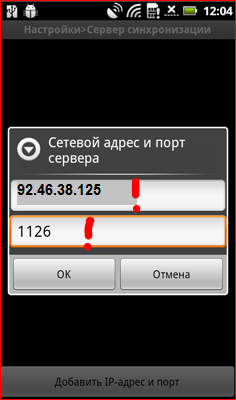 12:04
Настройки>Сервер синхронизации
Сетевой адрес и порт
сервера
92.46.38.125
1126
OK
Отмена
Добавить IP-адрес и порт